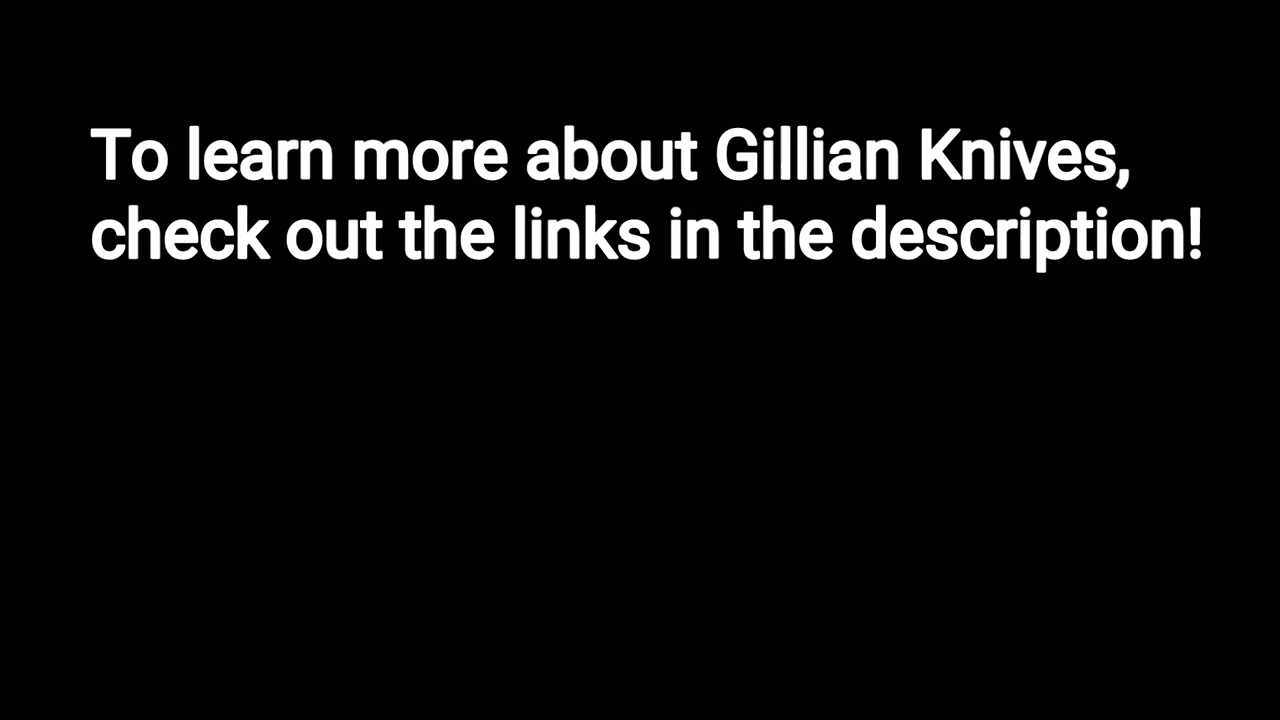 To learn more about Gillian Knives,
check out the links in the description!